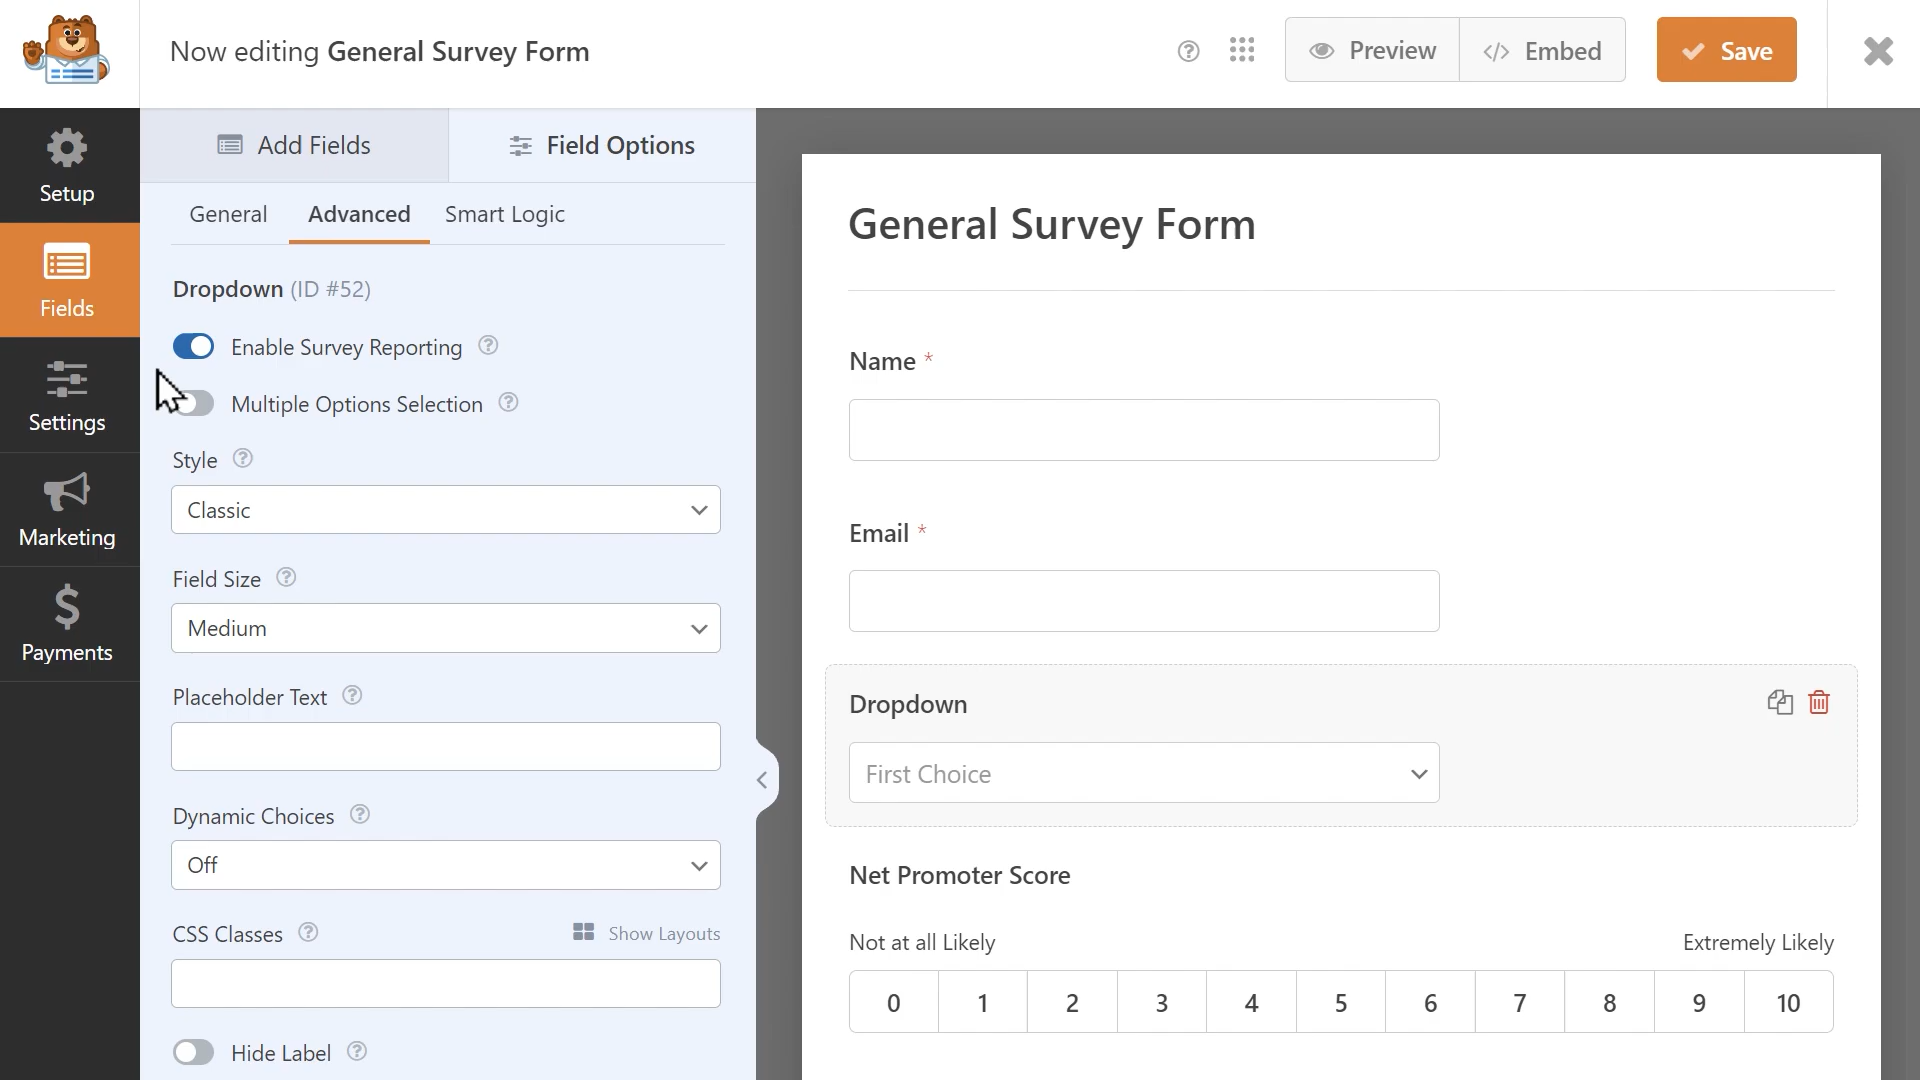 Now editing General Survey Form
Preview
Embed
Save
Setup
Fields
Settings
Marketing
Payments
Add Fields
Field Options
General
Advanced
Smart Logic
Dropdown (ID #52)
Enable Survey Reporting
Multiple Options Selection
Style
Classic
Field Size
Medium
Placeholder Text
Dynamic Choices
Off
CSS Classes
Show Layouts
Hide Label
General Survey Form
Name *
Email *
Dropdown
First Choice
Net Promoter Score
Not at all Likely
Extremely Likely
0 1 2 3 4 5 6 7 8 9 10